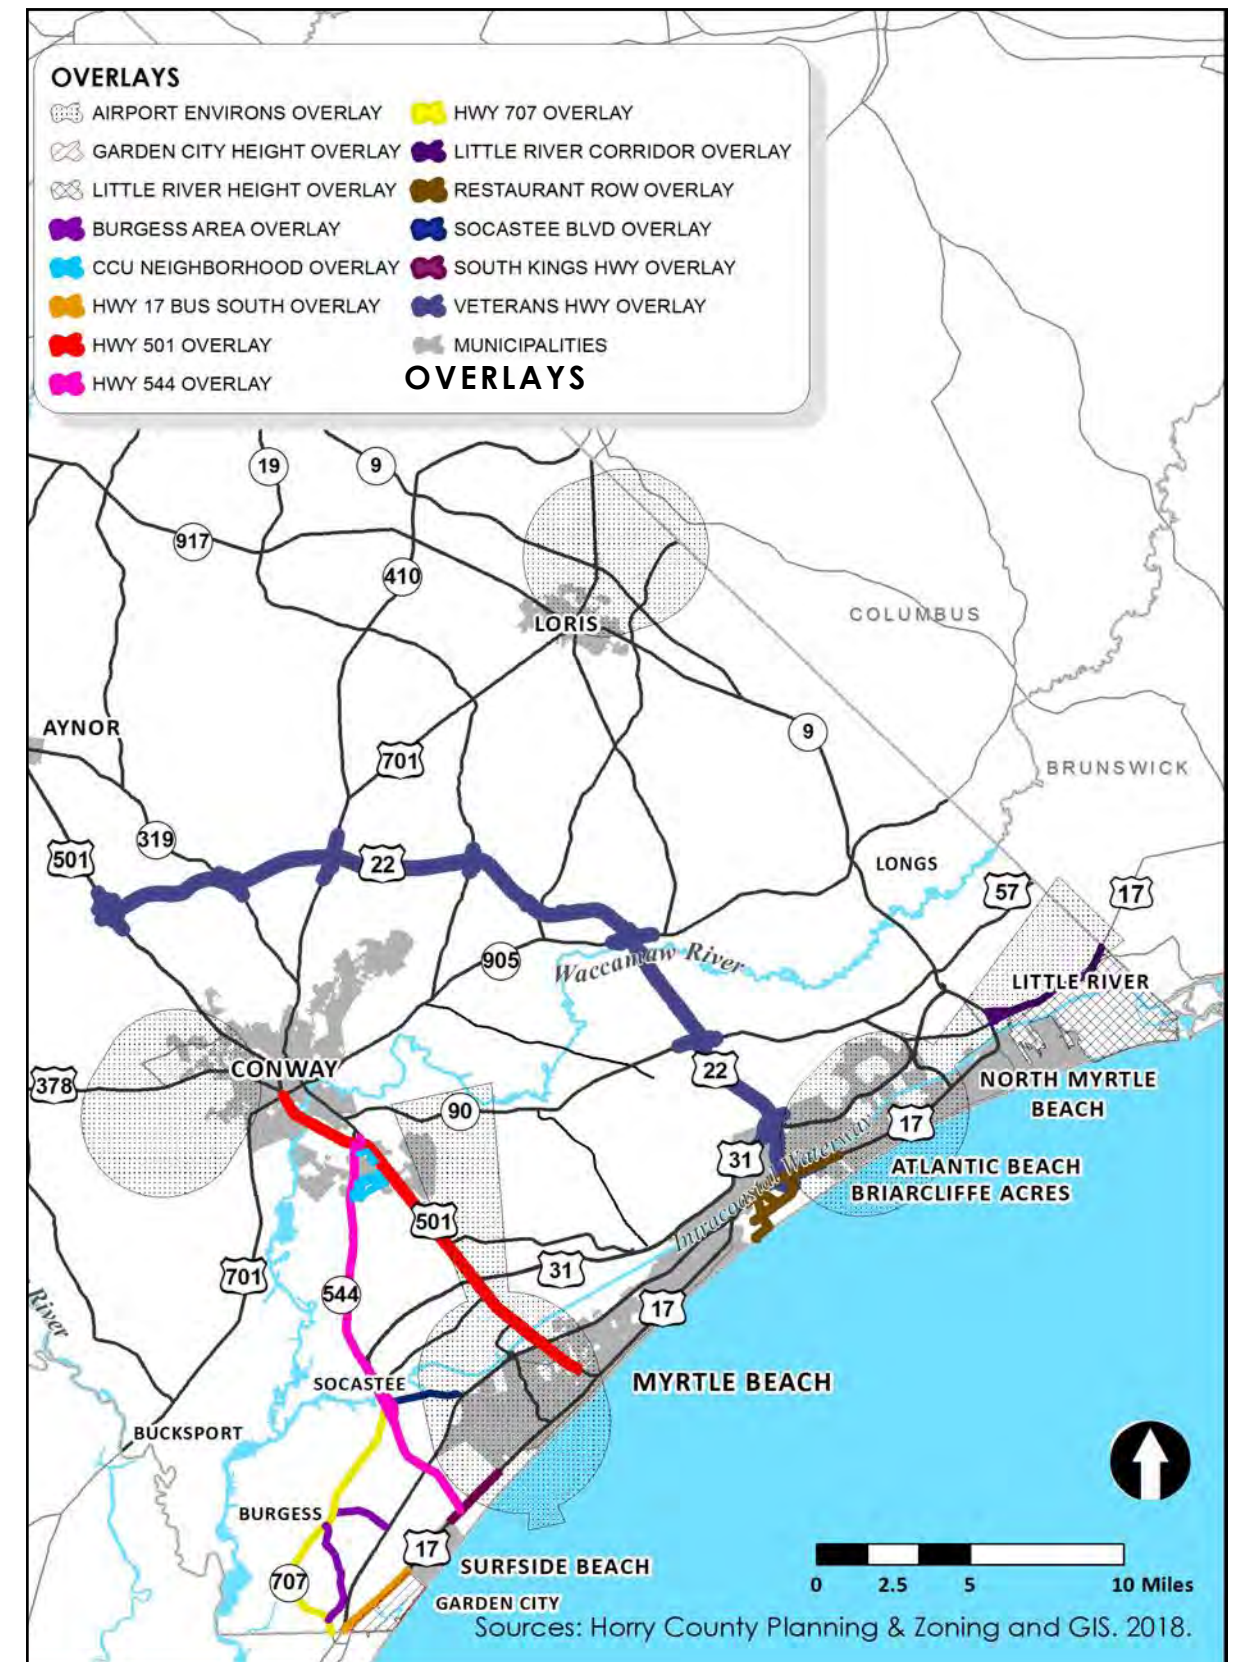 OVERLAYS
AIRPORT ENVIRONS OVERLAY
GARDEN CITY HEIGHT OVERLAY
LITTLE RIVER HEIGHT OVERLAY
BURGESS AREA OVERLAY
CCU NEIGHBORHOOD OVERLAY
HWY 17 BUS SOUTH OVERLAY
HWY 501 OVERLAY
HWY 544 OVERLAY
HWY 707 OVERLAY
LITTLE RIVER CORRIDOR OVERLAY
RESTAURANT ROW OVERLAY
SOCASTEE BLVD OVERLAY
SOUTH KINGS HWY OVERLAY
VETERANS HWY OVERLAY
MUNICIPALITIES
OVERLAYS
19
9
917
410
LORIS
COLUMBUS
AYNOR
701
9
BRUNSWICK
319
501
22
LONGS
57
17
905
Waccamaw River
LITTLE RIVER
CONWAY
378
22
NORTH MYRTLE
BEACH
90
17
31
Intracoastal Waterway
ATLANTIC BEACH
BRIARCLIFFE ACRES
501
701
31
544
17
River
SOCASTEE
MYRTLE BEACH
BUCKSPORT
BURGESS
17
SURFSIDE BEACH
707
GARDEN CITY
0 2.5 5 10 Miles
Sources: Horry County Planning & Zoning and GIS. 2018.